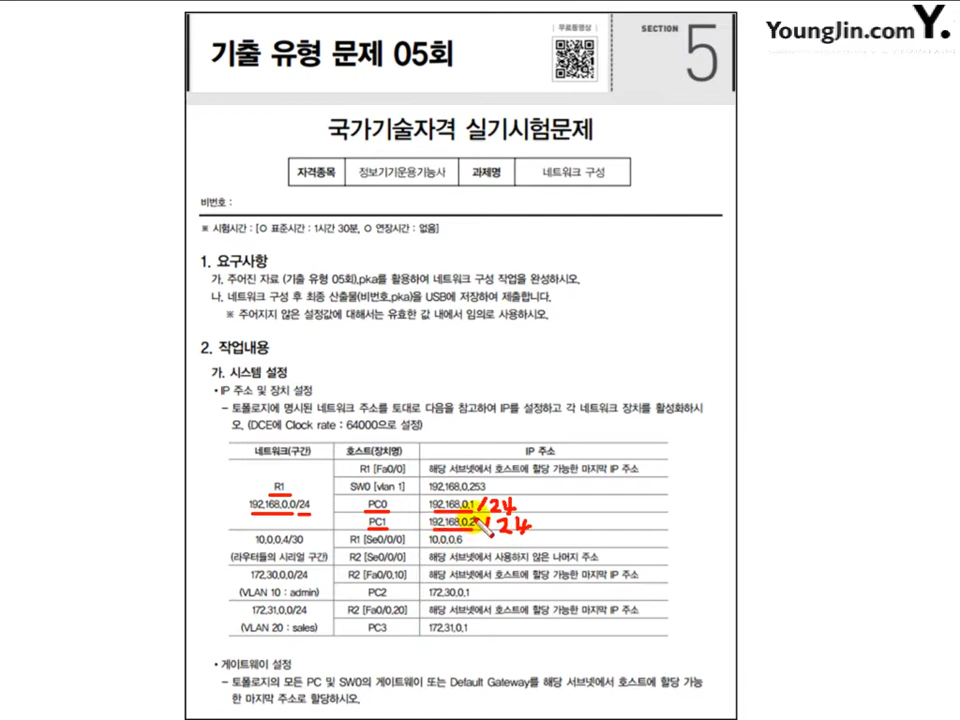 YoungJin.com Y.
기출 유형 문제 05회
무료동영상
SECTION 5
국가기술자격 실기시험문제
자격종목 정보기기운용기능사 과제명 네트워크 구성
비번호 :
※ 시험시간 : [○ 표준시간 : 1시간 30분, ○ 연장시간 : 없음]
1. 요구사항
가. 주어진 자료 (기출 유형 05회).pka를 활용하여 네트워크 구성 작업을 완성하시오.
나. 네트워크 구성 후 최종 산출물(비번호.pka)을 USB에 저장하여 제출합니다.
※ 주어지지 않은 설정값에 대해서는 유효한 값 내에서 임의로 사용하시오.
2. 작업내용
가. 시스템 설정
• IP 주소 및 장치 설정
– 토폴로지에 명시된 네트워크 주소를 토대로 다음을 참고하여 IP를 설정하고 각 네트워크 장치를 활성화하시
오. (DCE에 Clock rate : 64000으로 설정)
네트워크(구간) 호스트(장치명) IP 주소
R1 [Fa0/0] 해당 서브넷에서 호스트에 할당 가능한 마지막 IP 주소
R1 SW0 [vlan 1] 192.168.0.253
192.168.0.0/24 PC0 192.168.0.1 /24
PC1 192.168.0.2 /24
10.0.0.4/30 R1 [Se0/0/0] 10.0.0.6
(라우터들의 시리얼 구간) R2 [Se0/0/0] 해당 서브넷에서 사용하지 않은 나머지 주소
172.30.0.0/24 R2 [Fa0/0.10] 해당 서브넷에서 호스트에 할당 가능한 마지막 IP 주소
(VLAN 10 : admin) PC2 172.30.0.1
172.31.0.0/24 R2 [Fa0/0.20] 해당 서브넷에서 호스트에 할당 가능한 마지막 IP 주소
(VLAN 20 : sales) PC3 172.31.0.1
• 게이트웨이 설정
– 토폴로지의 모든 PC 및 SW0의 게이트웨이 또는 Default Gateway를 해당 서브넷에서 호스트에 할당 가능
한 마지막 주소로 할당하시오.